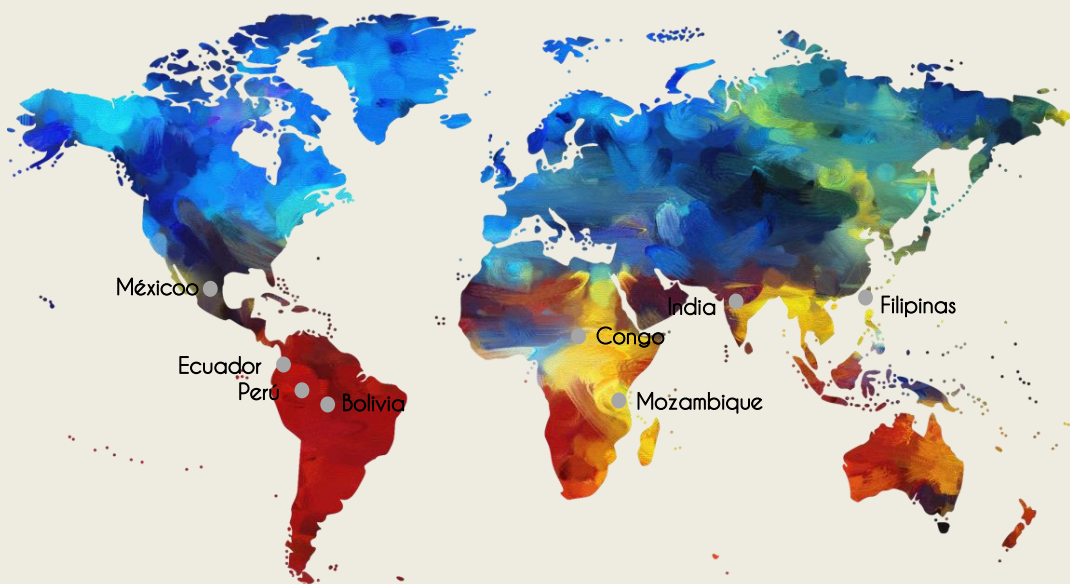 Méxicoo
India
Filipinas
Congo
Ecuador
Perú
Bolivia
Mozambique